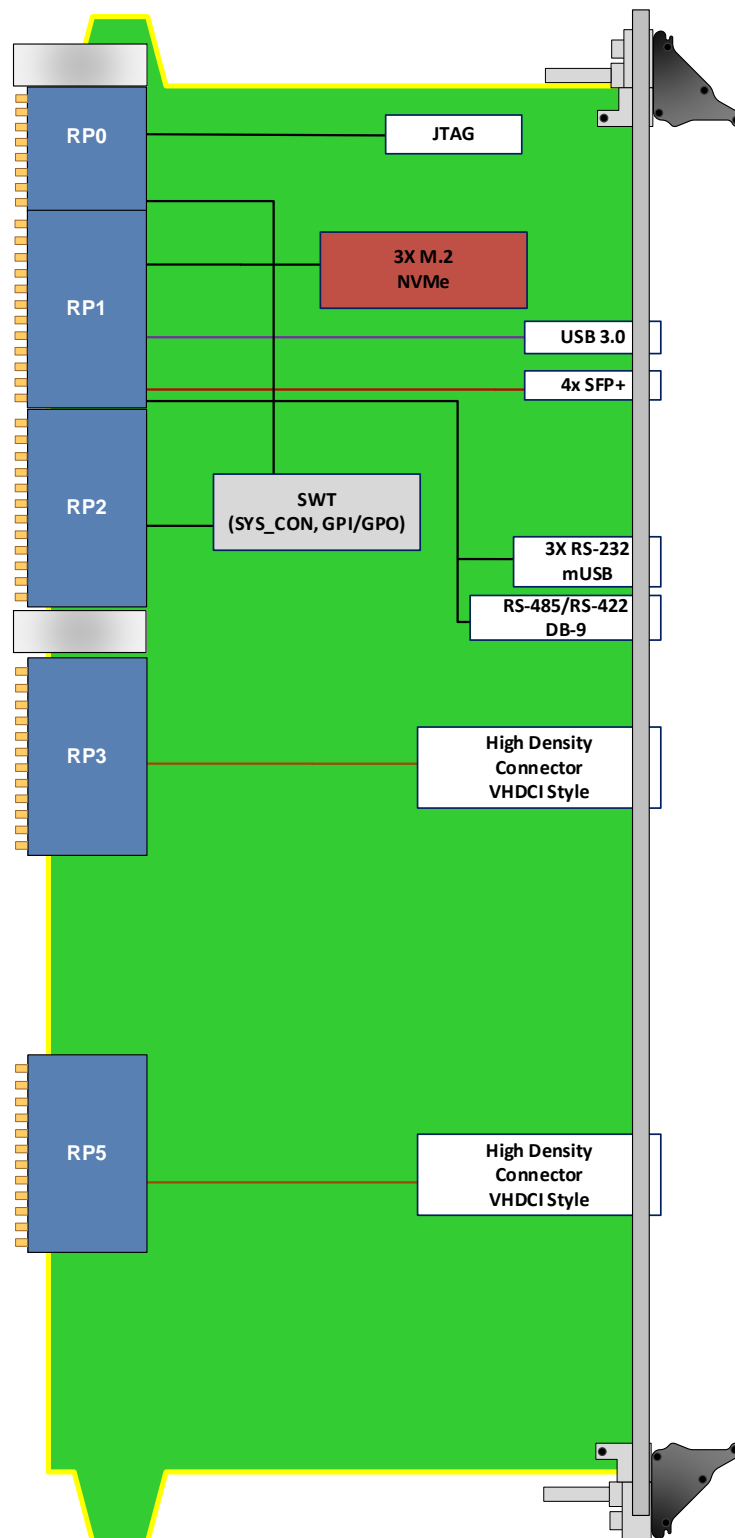 RP0
JTAG
3X M.2
NVMe
RP1
USB 3.0
4x SFP+
RP2
SWT
(SYS_CON, GPI/GPO)
3X RS-232
mUSB
RS-485/RS-422
DB-9
RP3
High Density
Connector
VHDCI Style
RP5
High Density
Connector
VHDCI Style